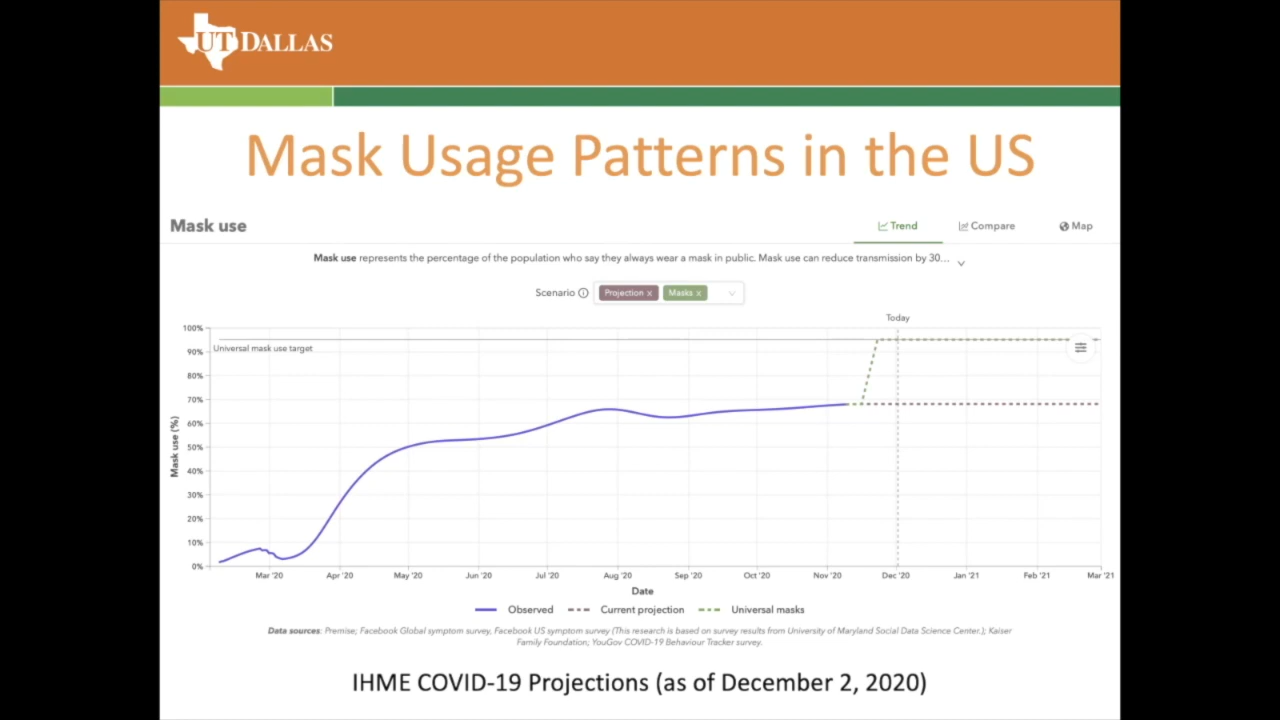 UT DALLAS
Mask Usage Patterns in the US
Mask use
Trend
Compare
Map
Mask use represents the percentage of the population who say they always wear a mask in public. Mask use can reduce transmission by 30...
Scenario
Projection x
Masks x
Today
100%
90%
80%
70%
60%
50%
40%
30%
20%
10%
0%
Universal mask use target
Mask use (%)
Mar '20
Apr '20
May '20
Jun '20
Jul '20
Aug '20
Sep '20
Oct '20
Nov '20
Dec '20
Jan '21
Feb '21
Mar '21
Date
Observed
Current projection
Universal masks
Data sources: Premise; Facebook Global symptom survey, Facebook US symptom survey (This research is based on survey results from University of Maryland Social Data Science Center.); Kaiser
Family Foundation; YouGov COVID-19 Behaviour Tracker survey.
IHME COVID-19 Projections (as of December 2, 2020)